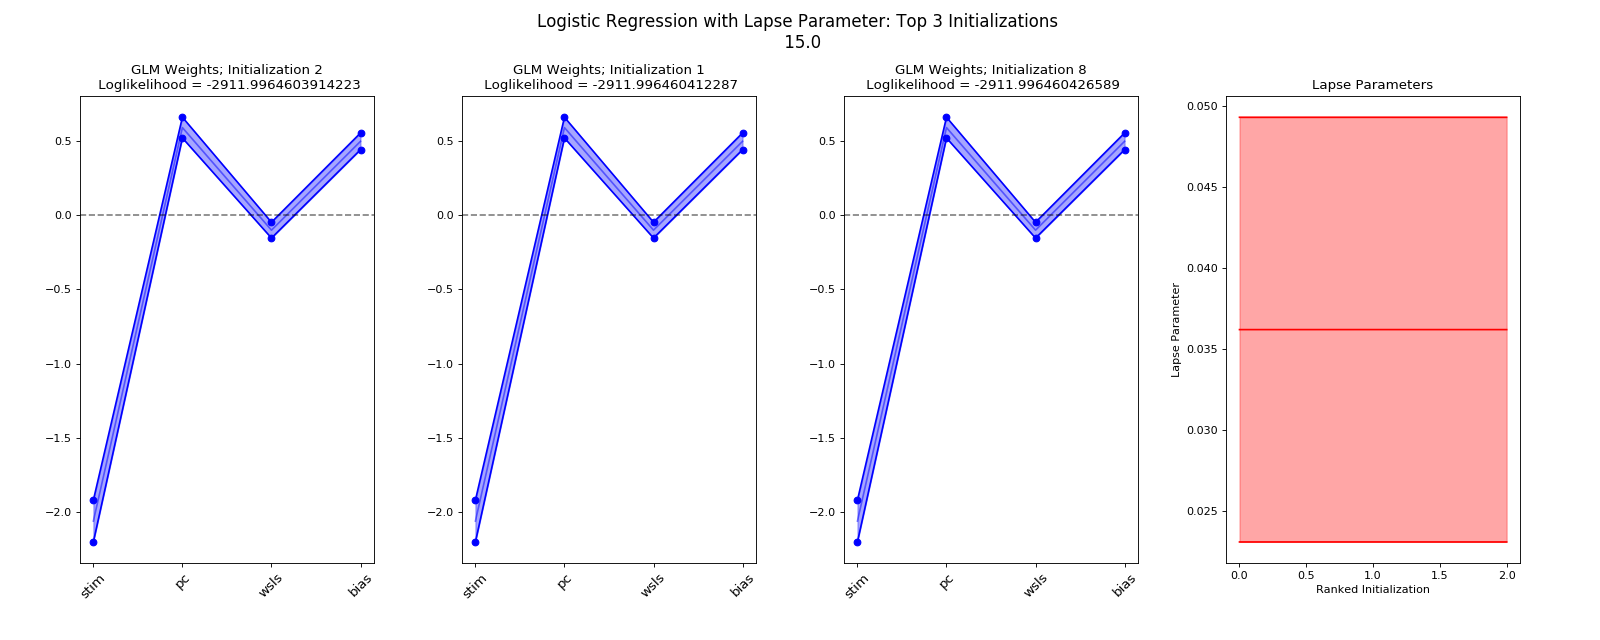 Logistic Regression with Lapse Parameter: Top 3 Initializations
15.0
GLM Weights; Initialization 2
Loglikelihood = -2911.9964603914223
0.5
0.0
−0.5
−1.0
−1.5
−2.0
stim
pc
wsls
bias
GLM Weights; Initialization 1
Loglikelihood = -2911.996460412287
0.5
0.0
−0.5
−1.0
−1.5
−2.0
stim
pc
wsls
bias
GLM Weights; Initialization 8
Loglikelihood = -2911.996460426589
0.5
0.0
−0.5
−1.0
−1.5
−2.0
stim
pc
wsls
bias
Lapse Parameters
Lapse Parameter
0.050
0.045
0.040
0.035
0.030
0.025
0.0 0.5 1.0 1.5 2.0
Ranked Initialization